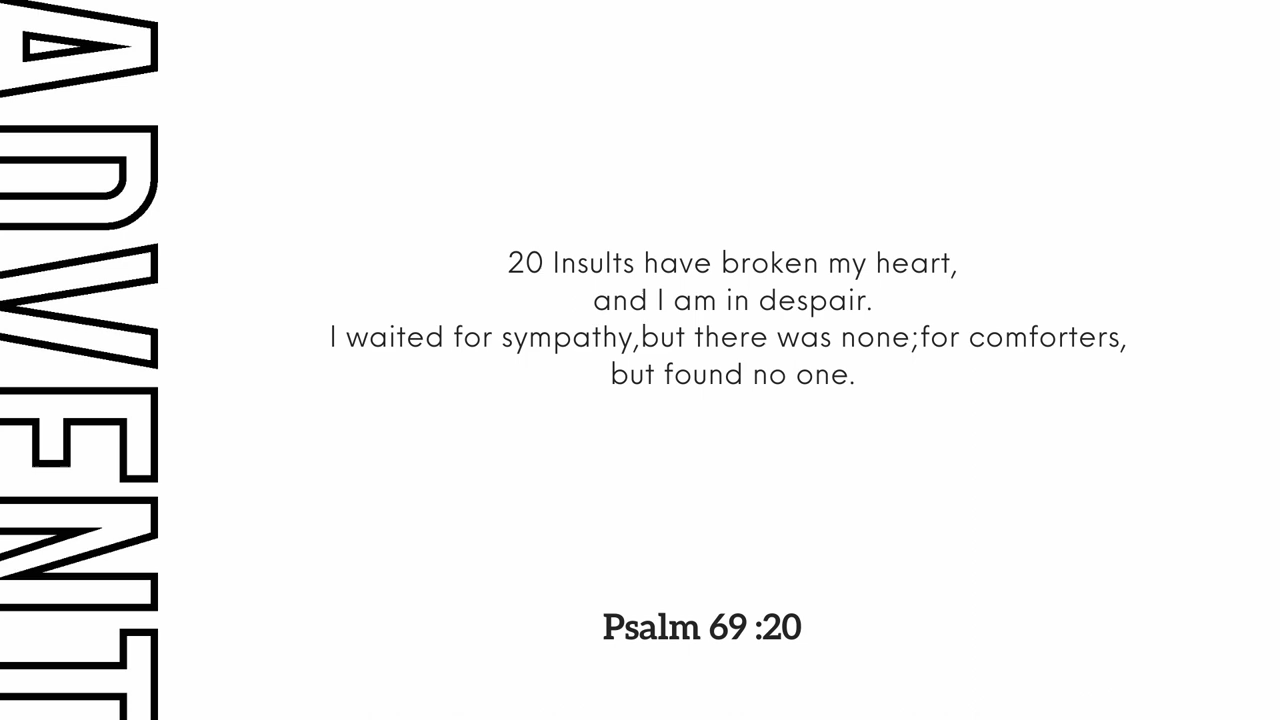 ADVENT
20 Insults have broken my heart,
and I am in despair.
I waited for sympathy,but there was none;for comforters,
but found no one.
Psalm 69 :20